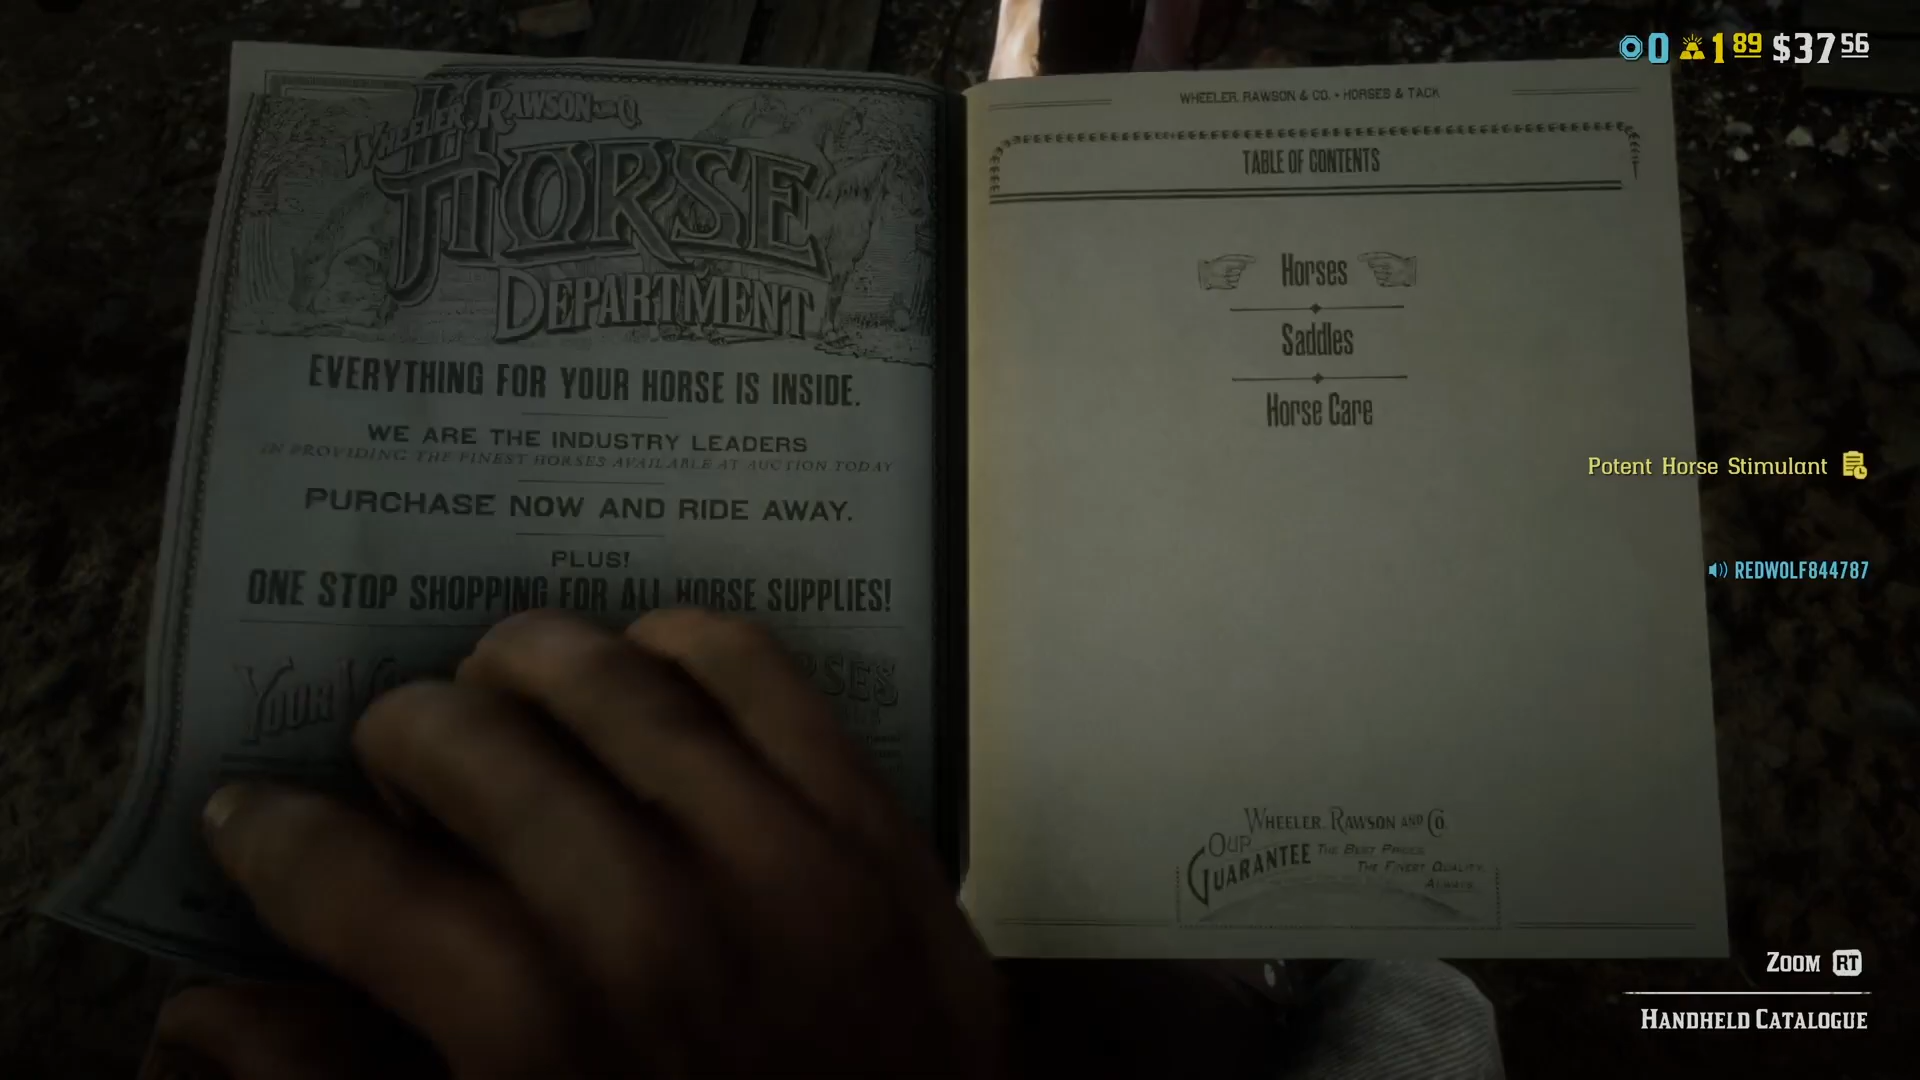 0 1 89 $37 56
WHEELER, RAWSON AND CO.
HORSE
DEPARTMENT
EVERYTHING FOR YOUR HORSE IS INSIDE.
WE ARE THE INDUSTRY LEADERS
IN PROVIDING THE FINEST HORSES AVAILABLE AT AUCTION TODAY
PURCHASE NOW AND RIDE AWAY.
PLUS!
ONE STOP SHOPPING FOR ALL HORSE SUPPLIES!
YOUR
WHEELER, RAWSON & CO. • HORSES & TACK
TABLE OF CONTENTS
Horses
Saddles
Horse Care
WHEELER, RAWSON AND CO.
OUR
GUARANTEE
THE BEST PRICES.
THE FINEST QUALITY.
ALWAYS.
Potent Horse Stimulant
REDWOLF844787
ZOOM RT
HANDHELD CATALOGUE